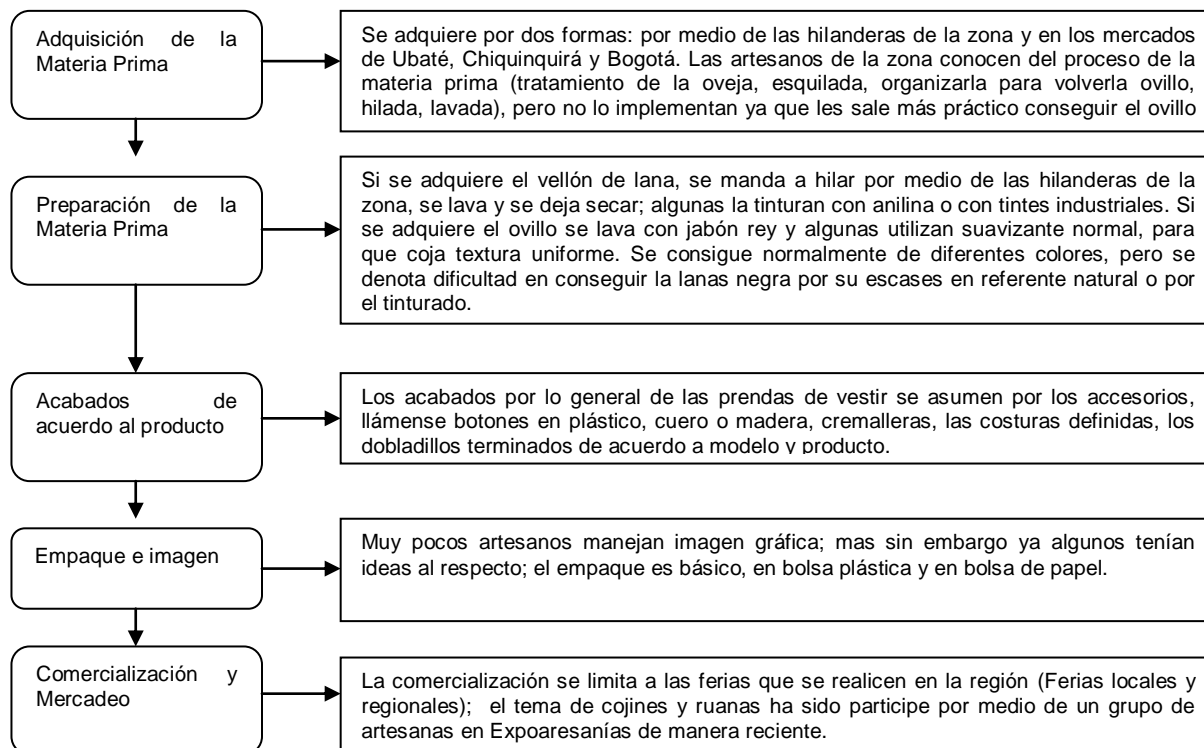 Adquisición de la
Materia Prima
Se adquiere por dos formas: por medio de las hilanderas de la zona y en los mercados
de Ubaté, Chiquinquirá y Bogotá. Las artesanos de la zona conocen del proceso de la
materia prima (tratamiento de la oveja, esquilada, organizarla para volverla ovillo,
hilada, lavada), pero no lo implementan ya que les sale más práctico conseguir el ovillo
Preparación de la
Materia Prima
Si se adquiere el vellón de lana, se manda a hilar por medio de las hilanderas de la
zona, se lava y se deja secar; algunas la tinturan con anilina o con tintes industriales. Si
se adquiere el ovillo se lava con jabón rey y algunas utilizan suavizante normal, para
que coja textura uniforme. Se consigue normalmente de diferentes colores, pero se
denota dificultad en conseguir la lanas negra por su escases en referente natural o por
el tinturado.
Acabados de
acuerdo al producto
Los acabados por lo general de las prendas de vestir se asumen por los accesorios,
llámense botones en plástico, cuero o madera, cremalleras, las costuras definidas, los
dobladillos terminados de acuerdo a modelo y producto.
Empaque e imagen
Muy pocos artesanos manejan imagen gráfica; mas sin embargo ya algunos tenían
ideas al respecto; el empaque es básico, en bolsa plástica y en bolsa de papel.
Comercialización y
Mercadeo
La comercialización se limita a las ferias que se realicen en la región (Ferias locales y
regionales); el tema de cojines y ruanas ha sido participe por medio de un grupo de
artesanas en Expoaresanías de manera reciente.